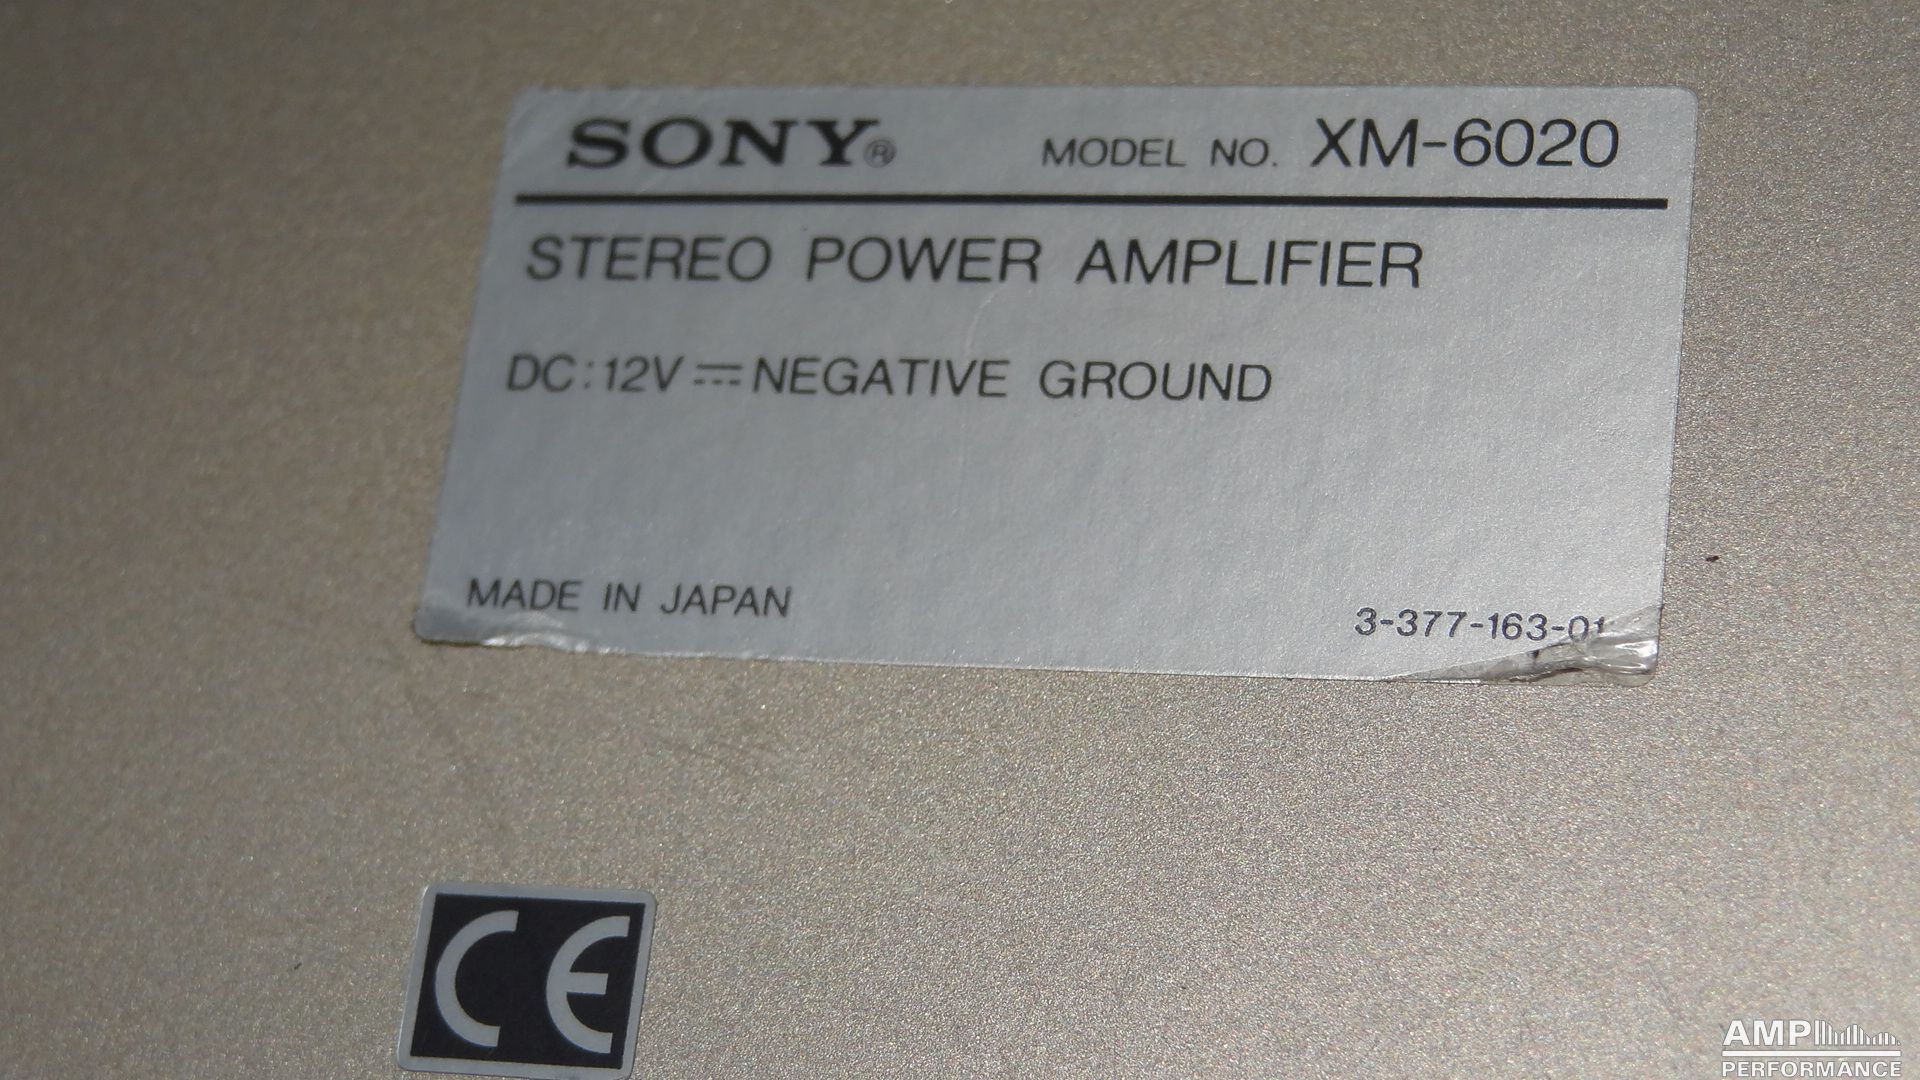 SONY® MODEL NO. XM-6020
STEREO POWER AMPLIFIER
DC:12V ⎓ NEGATIVE GROUND
MADE IN JAPAN 3-377-163-01
CE
AMP
PERFORMANCE